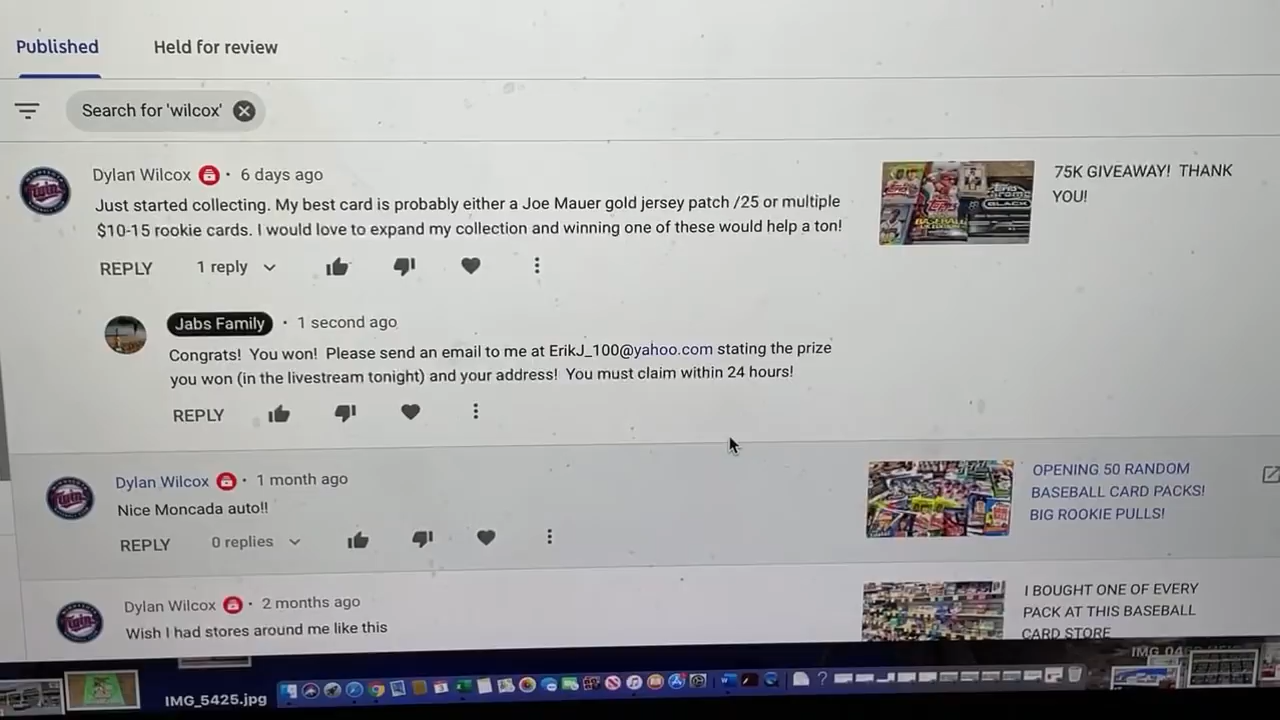 Published
Held for review
Search for 'wilcox'
Dylan Wilcox · 6 days ago
Just started collecting. My best card is probably either a Joe Mauer gold jersey patch /25 or multiple
$10-15 rookie cards. I would love to expand my collection and winning one of these would help a ton!
REPLY
1 reply
75K GIVEAWAY! THANK
YOU!
Jabs Family · 1 second ago
Congrats! You won! Please send an email to me at ErikJ_100@yahoo.com stating the prize
you won (in the livestream tonight) and your address! You must claim within 24 hours!
REPLY
Dylan Wilcox · 1 month ago
Nice Moncada auto!!
REPLY
0 replies
OPENING 50 RANDOM
BASEBALL CARD PACKS!
BIG ROOKIE PULLS!
Dylan Wilcox · 2 months ago
Wish I had stores around me like this
I BOUGHT ONE OF EVERY
PACK AT THIS BASEBALL
CARD STORE
IMG_5425.jpg